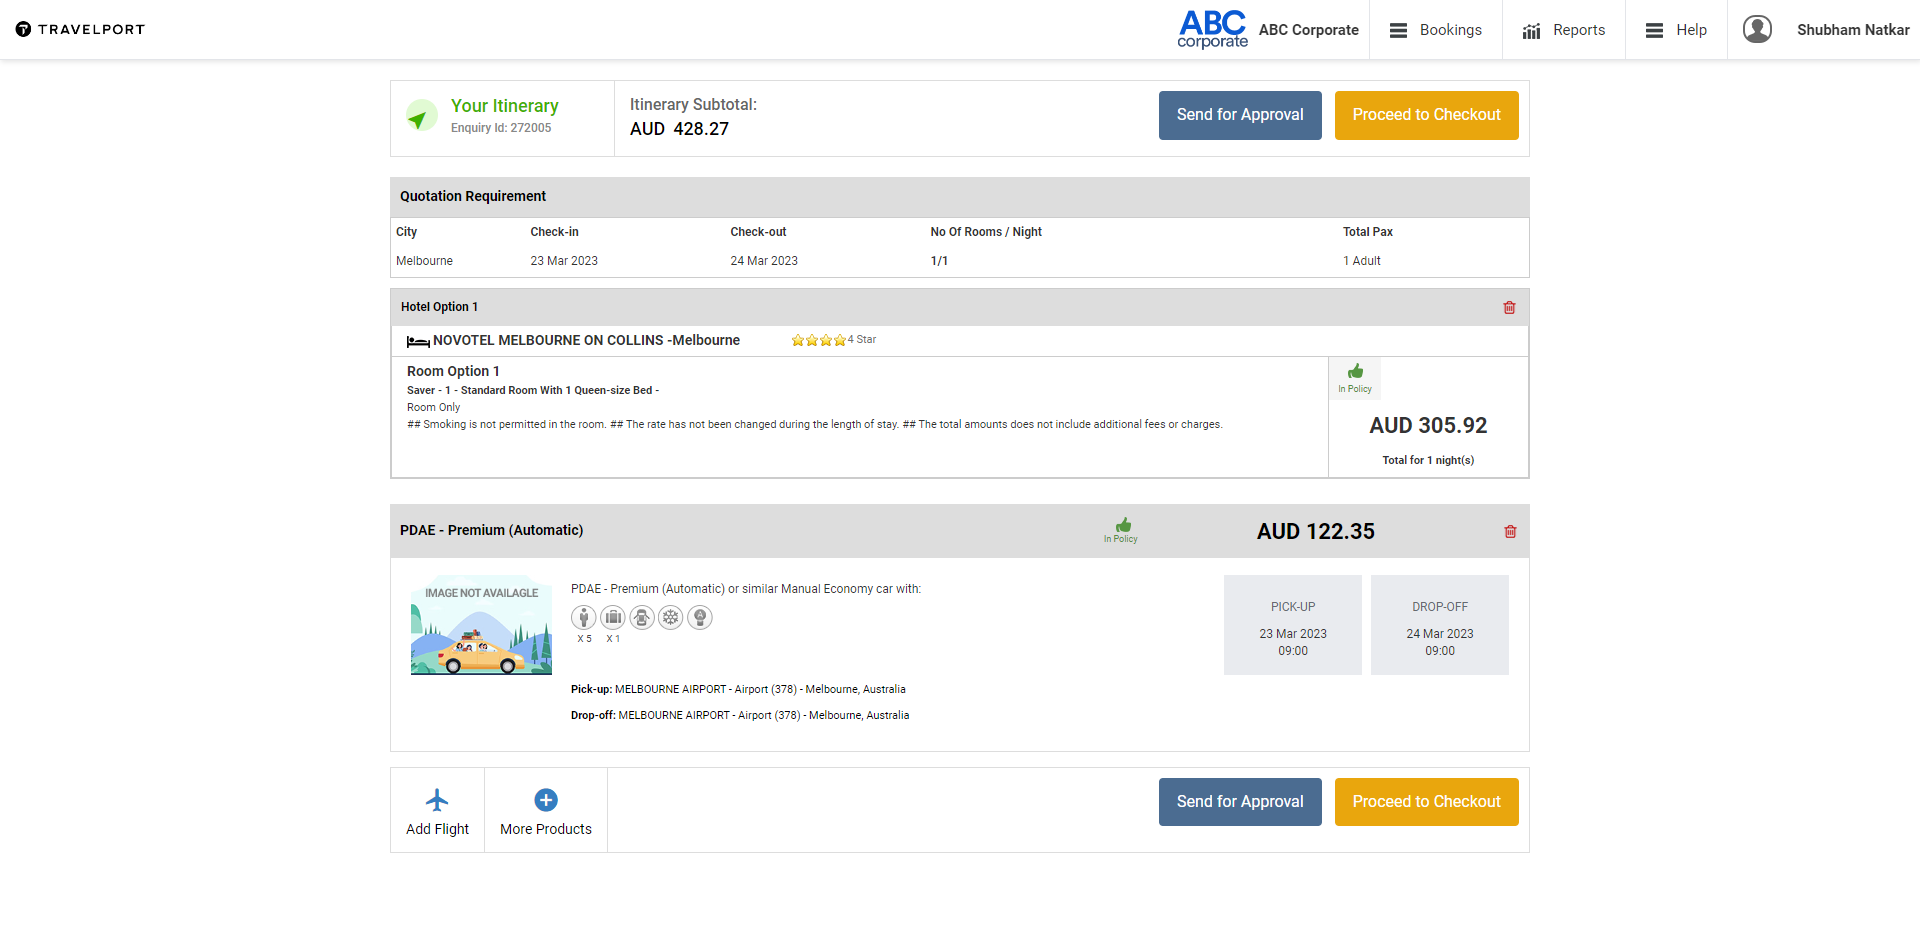 TRAVELPORT
ABC
corporate
ABC Corporate
Bookings
Reports
Help
Shubham Natkar
Your Itinerary
Enquiry Id: 272005
Itinerary Subtotal:
AUD 428.27
Send for Approval
Proceed to Checkout
Quotation Requirement
City Check-in Check-out No Of Rooms / Night Total Pax
Melbourne 23 Mar 2023 24 Mar 2023 1/1 1 Adult
Hotel Option 1
NOVOTEL MELBOURNE ON COLLINS -Melbourne 4 Star
Room Option 1
Saver - 1 - Standard Room With 1 Queen-size Bed -
Room Only
## Smoking is not permitted in the room. ## The rate has not been changed during the length of stay. ## The total amounts does not include additional fees or charges.
In Policy
AUD 305.92
Total for 1 night(s)
PDAE - Premium (Automatic)
In Policy
AUD 122.35
IMAGE NOT AVAILAGLE
PDAE - Premium (Automatic) or similar Manual Economy car with:
X 5 X 1
Pick-up: MELBOURNE AIRPORT - Airport (378) - Melbourne, Australia
Drop-off: MELBOURNE AIRPORT - Airport (378) - Melbourne, Australia
PICK-UP
23 Mar 2023
09:00
DROP-OFF
24 Mar 2023
09:00
Add Flight
More Products
Send for Approval
Proceed to Checkout